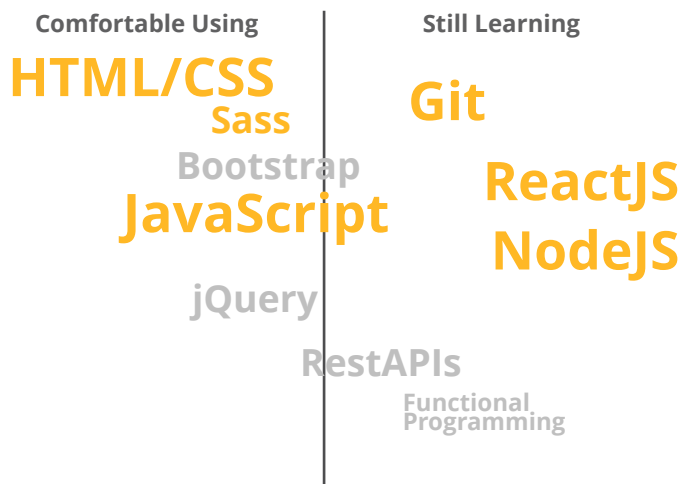 Comfortable Using
Still Learning
HTML/CSS
Git
Sass
Bootstrap
ReactJS
JavaScript
NodeJS
jQuery
RestAPIs
Functional
Programming